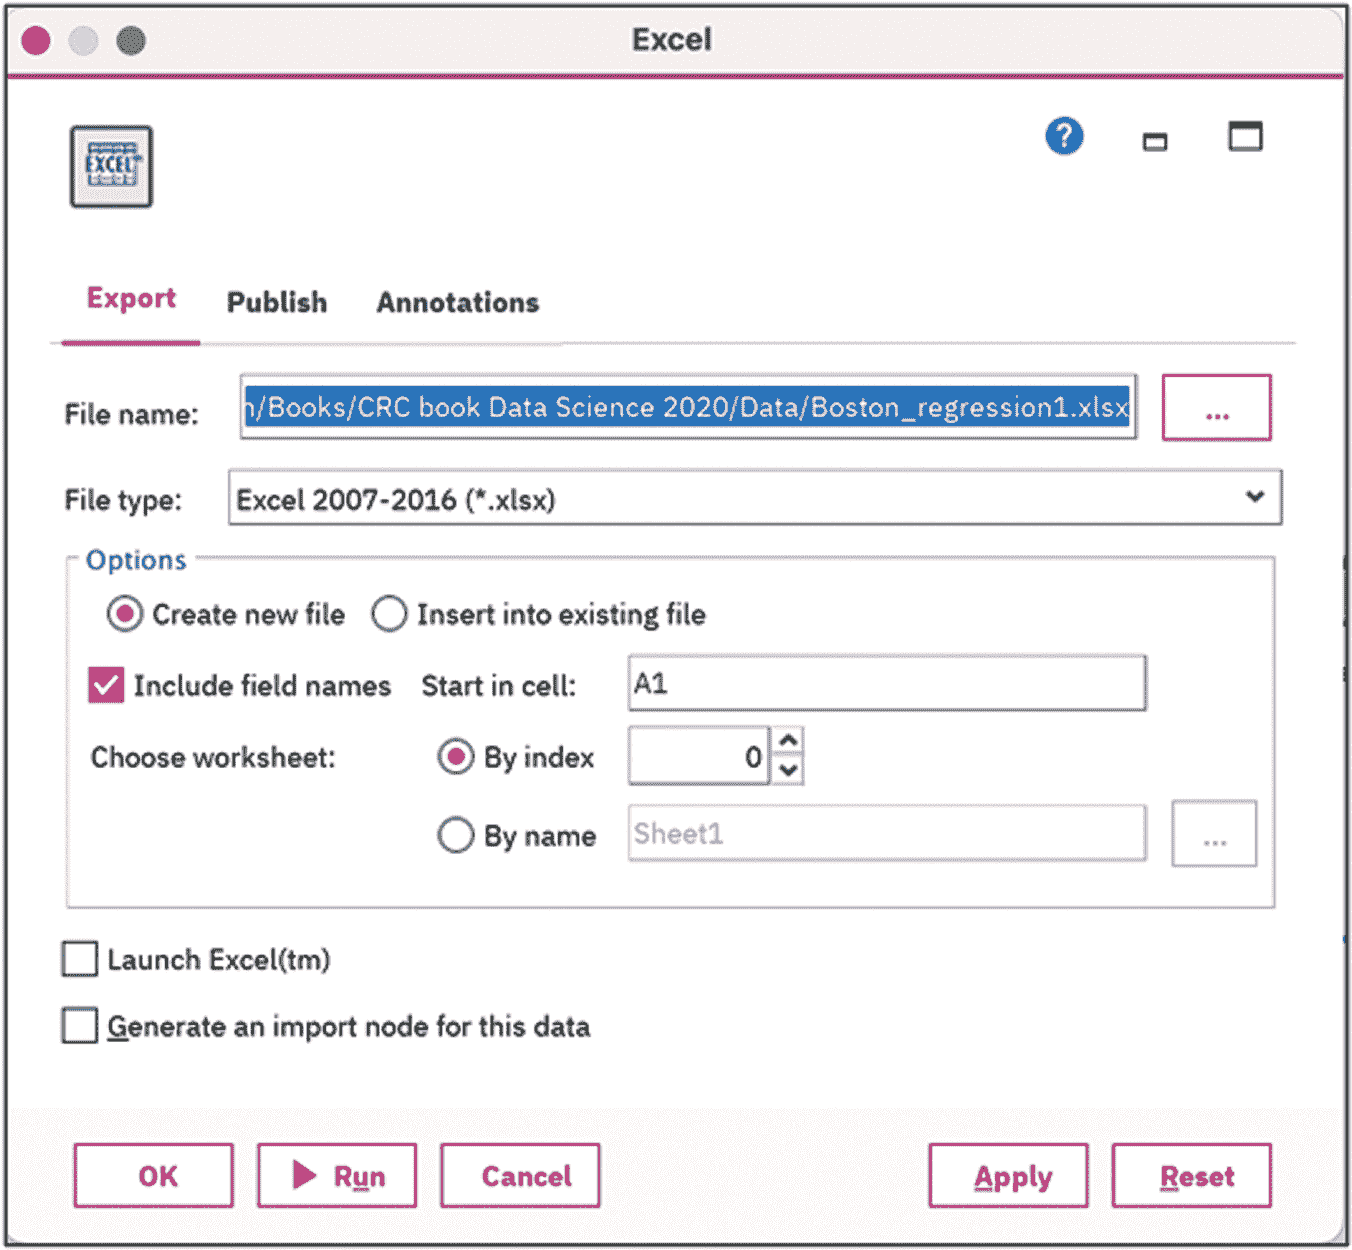 Excel
EXCEL
?
Export Publish Annotations
File name: /Books/CRC book Data Science 2020/Data/Boston_regression1.xlsx ...
File type: Excel 2007-2016 (*.xlsx)
Options
Create new file Insert into existing file
Include field names Start in cell: A1
Choose worksheet: By index 0
By name Sheet1 ...
Launch Excel(tm)
Generate an import node for this data
OK Run Cancel Apply Reset